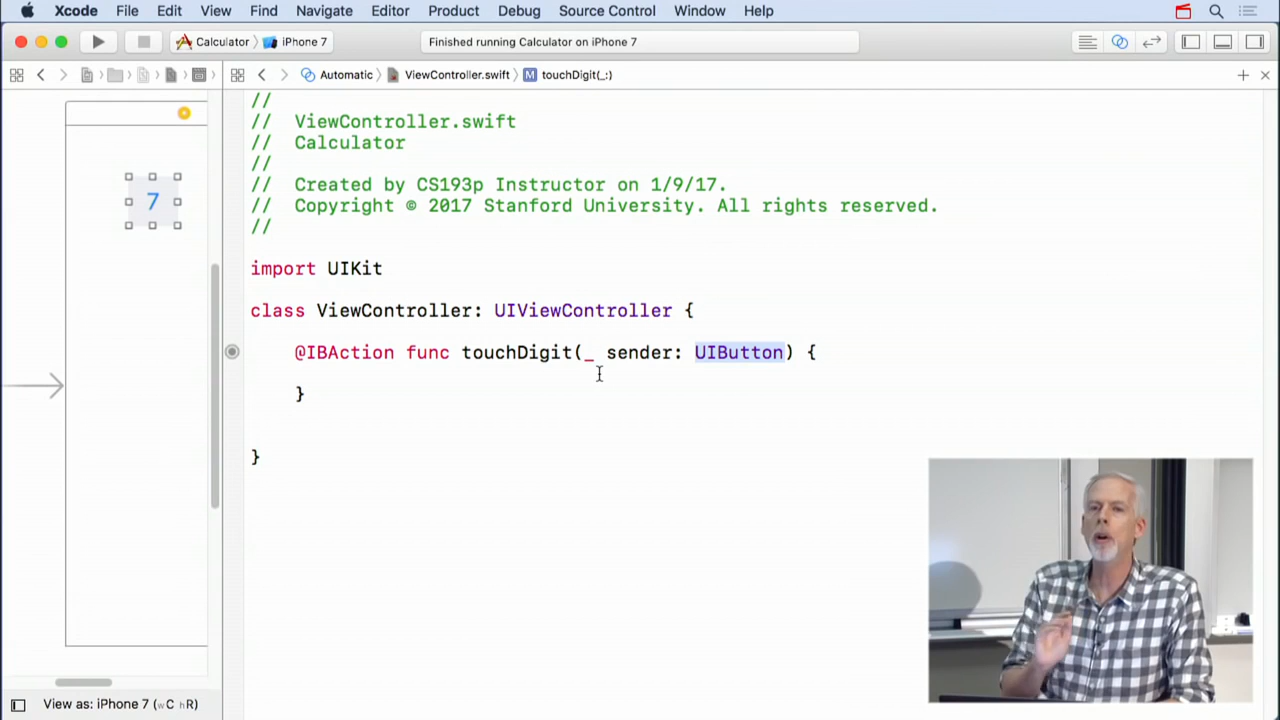 Xcode File Edit View Find Navigate Editor Product Debug Source Control Window Help
Calculator iPhone 7 Finished running Calculator on iPhone 7
Automatic ViewController.swift M touchDigit(_:)
//
// ViewController.swift
// Calculator
//
// Created by CS193p Instructor on 1/9/17.
// Copyright © 2017 Stanford University. All rights reserved.
//
import UIKit
class ViewController: UIViewController {
@IBAction func touchDigit(_ sender: UIButton) {
}
}
7
View as: iPhone 7 (wC hR)